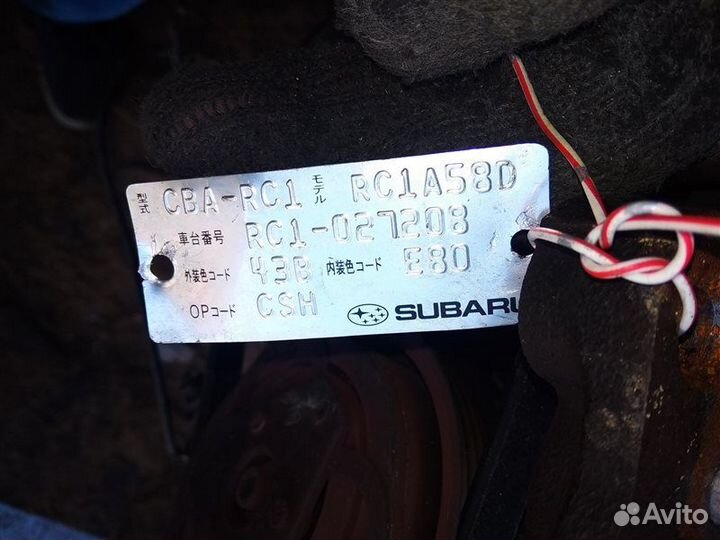 型式 CBA-RC1 モデル RC1A58D
車台番号 RC1-027208
外装色コード 43B 内装色コード E80
OPコード CSH SUBARU
Avito